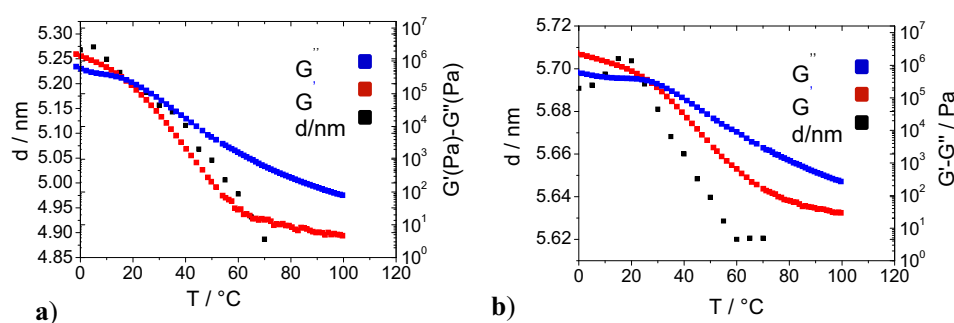 5.30
5.25
5.20
5.15
5.10
5.05
5.00
4.95
4.90
4.85
d / nm
0 20 40 60 80 100 120
T / °C
10⁷
10⁶
10⁵
10⁴
10³
10²
10¹
10⁰
G'(Pa)-G''(Pa)
G''
G'
d/nm
a)
5.72
5.70
5.68
5.66
5.64
5.62
d / nm
0 20 40 60 80 100 120
T / °C
10⁷
10⁶
10⁵
10⁴
10³
10²
10¹
10⁰
G'-G'' / Pa
G''
G'
d/nm
b)